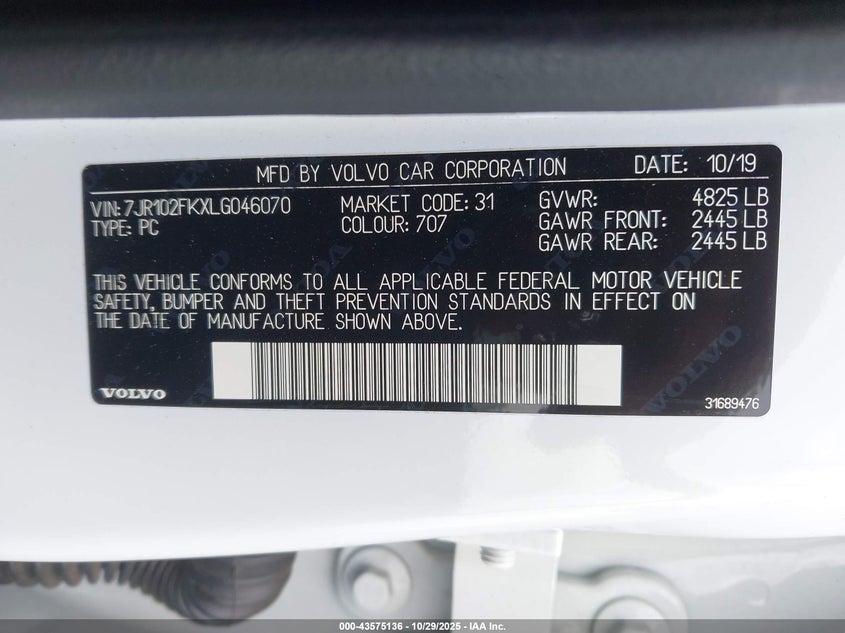 MFD BY VOLVO CAR CORPORATION DATE: 10/19
VIN: 7JR102FKXLG046070 MARKET CODE: 31 GVWR: 4825 LB
TYPE: PC COLOUR: 707 GAWR FRONT: 2445 LB
GAWR REAR: 2445 LB
THIS VEHICLE CONFORMS TO ALL APPLICABLE FEDERAL MOTOR VEHICLE
SAFETY, BUMPER AND THEFT PREVENTION STANDARDS IN EFFECT ON
THE DATE OF MANUFACTURE SHOWN ABOVE.
VOLVO 31689476
000-43575136 - 10/29/2025 - IAA Inc.